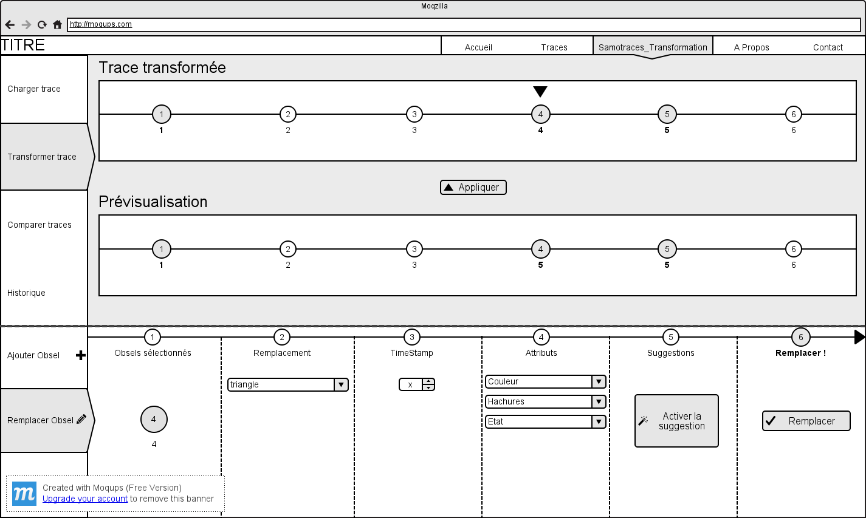 Moqzilla
http://moqups.com
TITRE
Accueil
Traces
Samotraces_Transformation
A Propos
Contact
Charger trace
Transformer trace
Comparer traces
Historique
Trace transformée
1 2 3 4 5 6
1 2 3 4 5 6
Appliquer
Prévisualisation
1 2 3 4 5 6
1 2 3 5 5 6
Ajouter Obsel
Remplacer Obsel
1 2 3 4 5 6
Obsels sélectionnés
Remplacement
TimeStamp
Attributs
Suggestions
Remplacer !
4
4
triangle
x
Couleur
Hachures
Etat
Activer la
suggestion
Remplacer
m
Created with Moqups (Free Version)
Upgrade your account to remove this banner